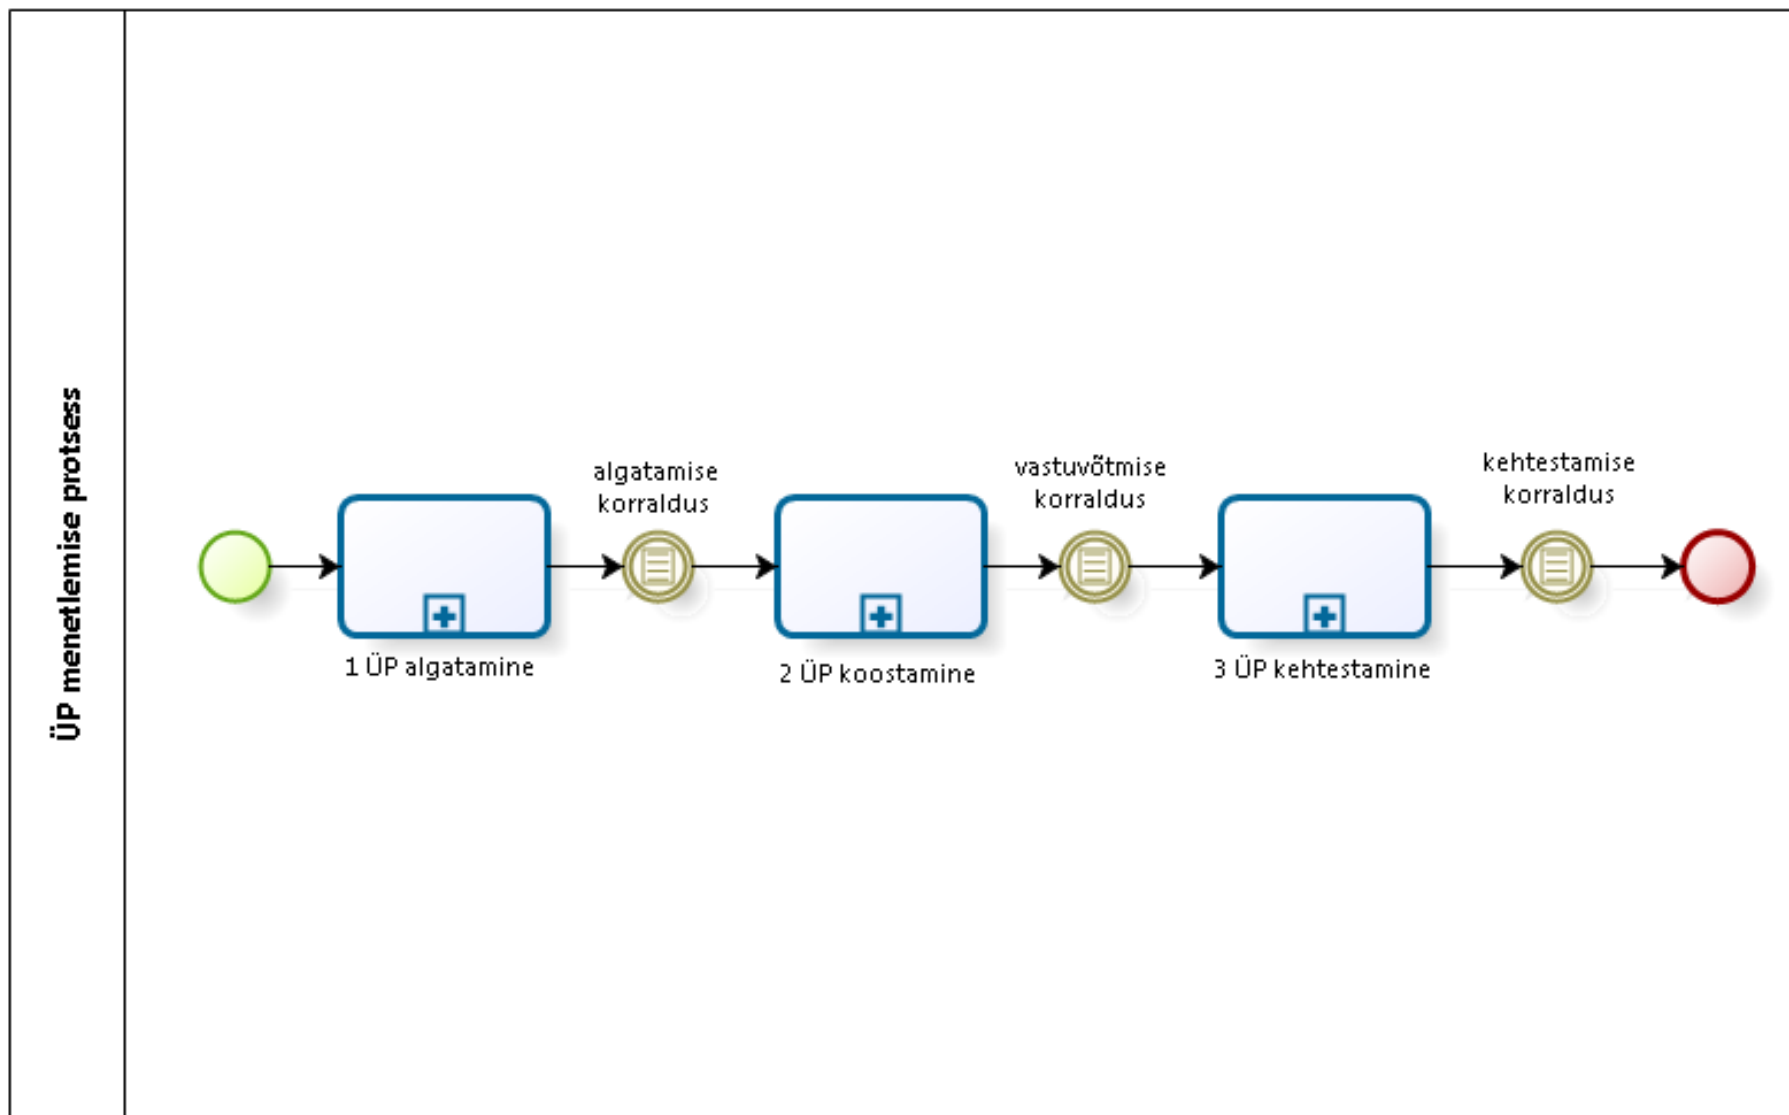 ÜP menetlemise protsess
algatamise
korraldus
vastuvõtmise
korraldus
kehtestamise
korraldus
1 ÜP algatamine
2 ÜP koostamine
3 ÜP kehtestamine